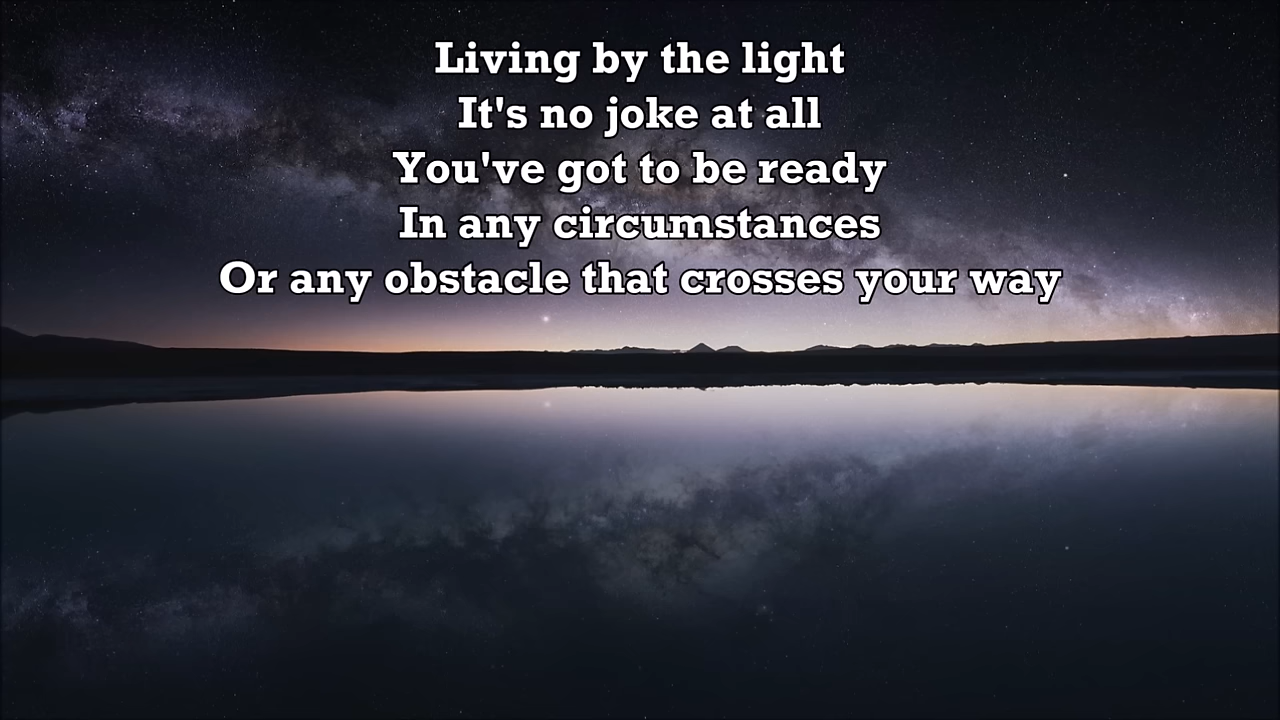 Living by the light
It's no joke at all
You've got to be ready
In any circumstances
Or any obstacle that crosses your way